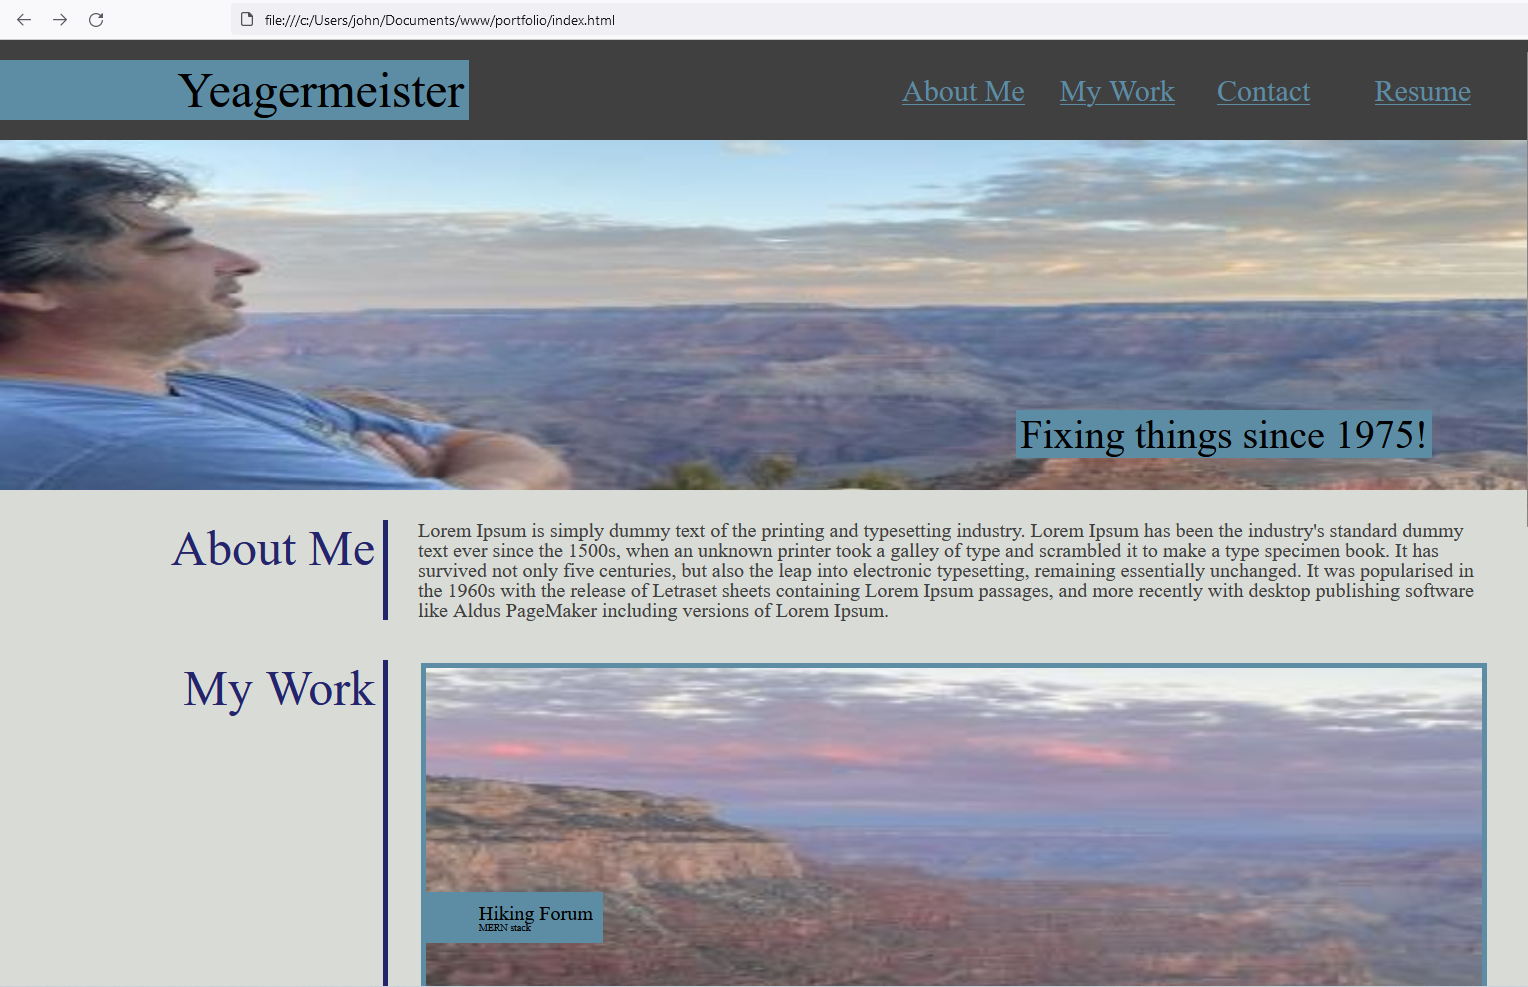 file:///c:/Users/john/Documents/www/portfolio/index.html
Yeagermeister
About Me My Work Contact Resume
Fixing things since 1975!
About Me
Lorem Ipsum is simply dummy text of the printing and typesetting industry. Lorem Ipsum has been the industry's standard dummy
text ever since the 1500s, when an unknown printer took a galley of type and scrambled it to make a type specimen book. It has
survived not only five centuries, but also the leap into electronic typesetting, remaining essentially unchanged. It was popularised in
the 1960s with the release of Letraset sheets containing Lorem Ipsum passages, and more recently with desktop publishing software
like Aldus PageMaker including versions of Lorem Ipsum.
My Work
Hiking Forum
MERN stack